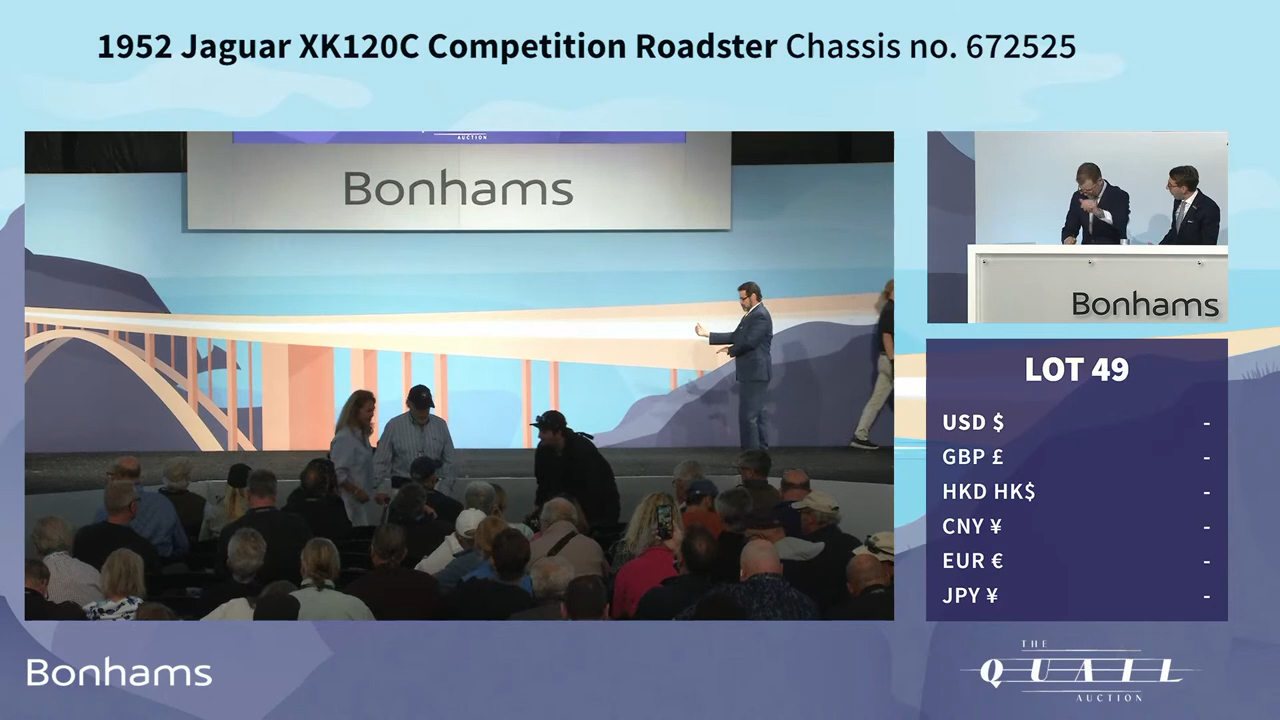 1952 Jaguar XK120C Competition Roadster Chassis no. 672525
AUCTION
Bonhams
Bonhams
LOT 49
USD $ -
GBP £ -
HKD HK$ -
CNY ¥ -
EUR € -
JPY ¥ -
Bonhams
THE
QUAIL
AUCTION